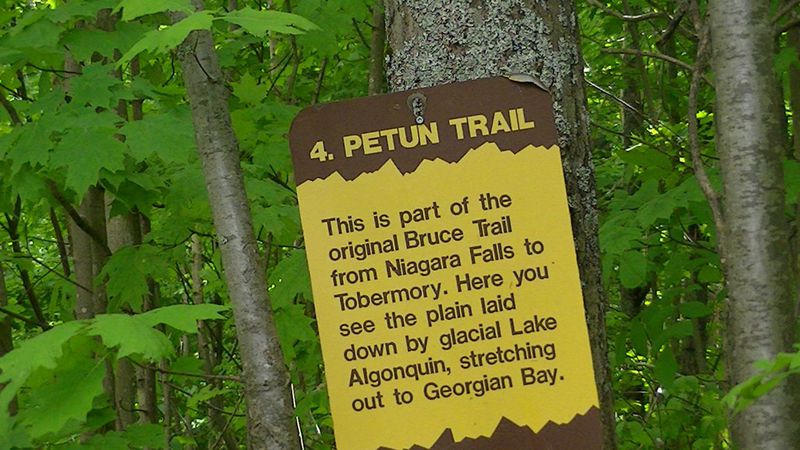 4. PETUN TRAIL
This is part of the
original Bruce Trail
from Niagara Falls to
Tobermory. Here you
see the plain laid
down by glacial Lake
Algonquin, stretching
out to Georgian Bay.